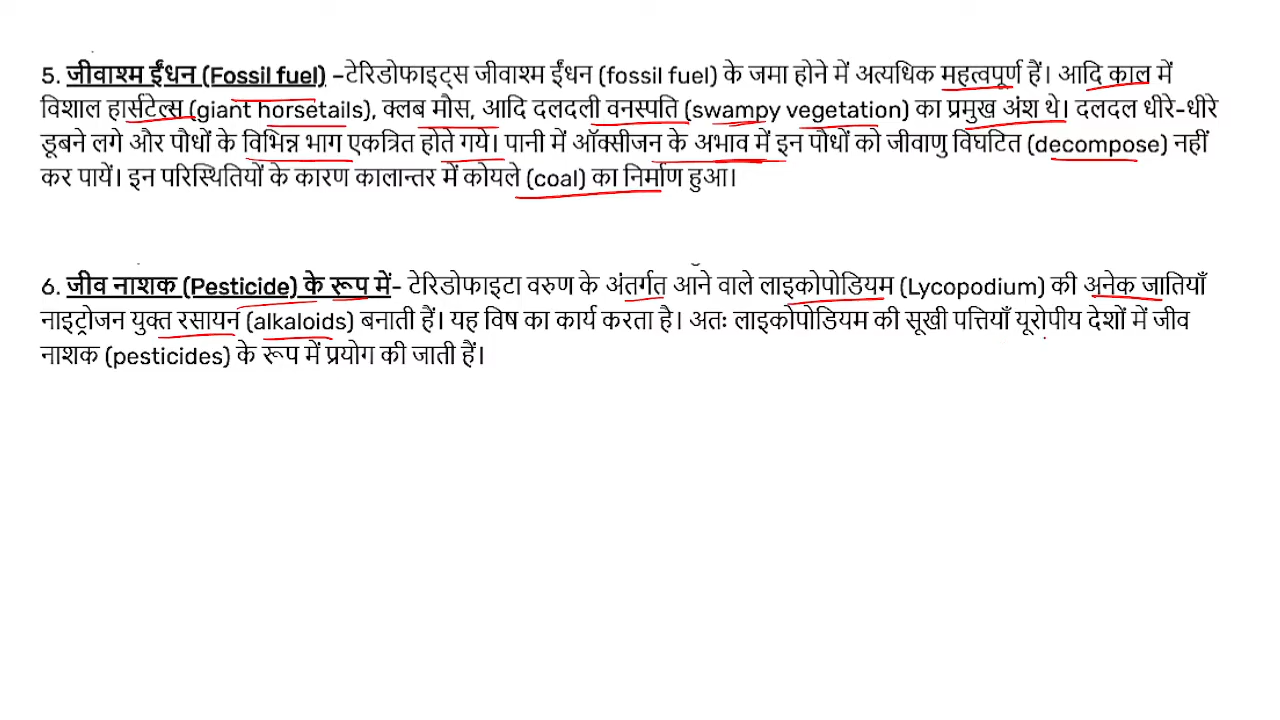 5. जीवाश्म ईंधन (Fossil fuel) –टेरिडोफाइट्स जीवाश्म ईंधन (fossil fuel) के जमा होने में अत्यधिक महत्वपूर्ण हैं। आदि काल में
विशाल हार्सटेल्स (giant horsetails), क्लब मौस, आदि दलदली वनस्पति (swampy vegetation) का प्रमुख अंश थे। दलदल धीरे-धीरे
डूबने लगे और पौधों के विभिन्न भाग एकत्रित होते गये। पानी में ऑक्सीजन के अभाव में इन पौधों को जीवाणु विघटित (decompose) नहीं
कर पायें। इन परिस्थितियों के कारण कालान्तर में कोयले (coal) का निर्माण हुआ।
6. जीव नाशक (Pesticide) के रूप में- टेरिडोफाइटा वरुण के अंतर्गत आने वाले लाइकोपोडियम (Lycopodium) की अनेक जातियाँ
नाइट्रोजन युक्त रसायन (alkaloids) बनाती हैं। यह विष का कार्य करता है। अतः लाइकोपोडियम की सूखी पत्तियाँ यूरोपीय देशों में जीव
नाशक (pesticides) के रूप में प्रयोग की जाती हैं।